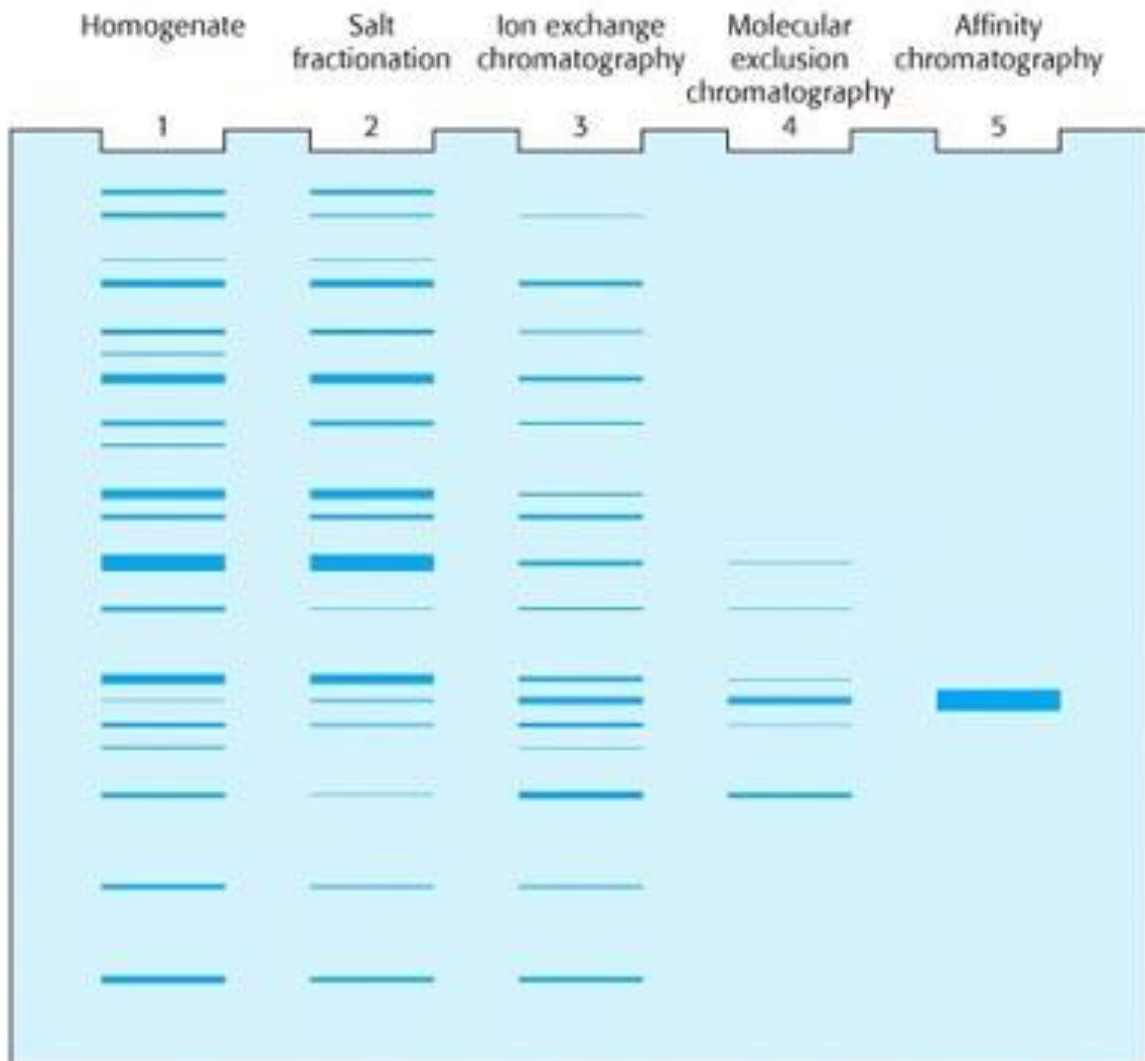 Homogenate
Salt
fractionation
Ion exchange
chromatography
Molecular
exclusion
chromatography
Affinity
chromatography
1
2
3
4
5